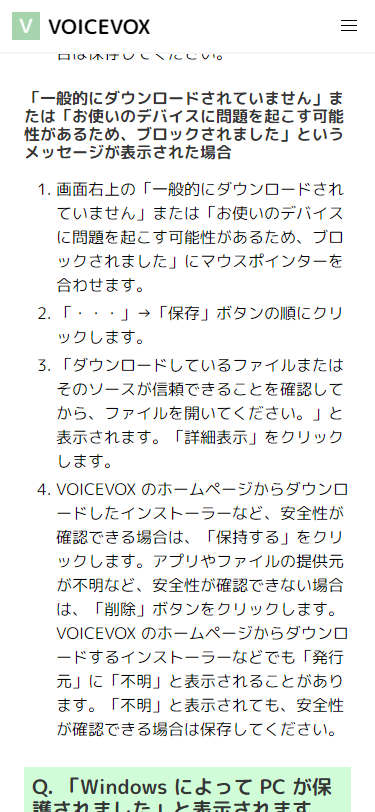 VOICEVOX
合は保存してください。
「一般的にダウンロードされていません」ま
たは「お使いのデバイスに問題を起こす可能
性があるため、ブロックされました」という
メッセージが表示された場合
1. 画面右上の「一般的にダウンロードされ
ていません」または「お使いのデバイス
に問題を起こす可能性があるため、ブロ
ックされました」にマウスポインターを
合わせます。
2. 「・・・」→「保存」ボタンの順にクリ
ックします。
3. 「ダウンロードしているファイルまたは
そのソースが信頼できることを確認して
から、ファイルを開いてください。」と
表示されます。「詳細表示」をクリック
します。
4. VOICEVOX のホームページからダウンロ
ードしたインストーラーなど、安全性が
確認できる場合は、「保持する」をクリ
ックします。アプリやファイルの提供元
が不明など、安全性が確認できない場合
は、「削除」ボタンをクリックします。
VOICEVOX のホームページからダウンロ
ードするインストーラーなどでも「発行
元」に「不明」と表示されることがあり
ます。「不明」と表示されても、安全性
が確認できる場合は保存してください。
Q. 「Windows によって PC が保
護されました」と表示されます